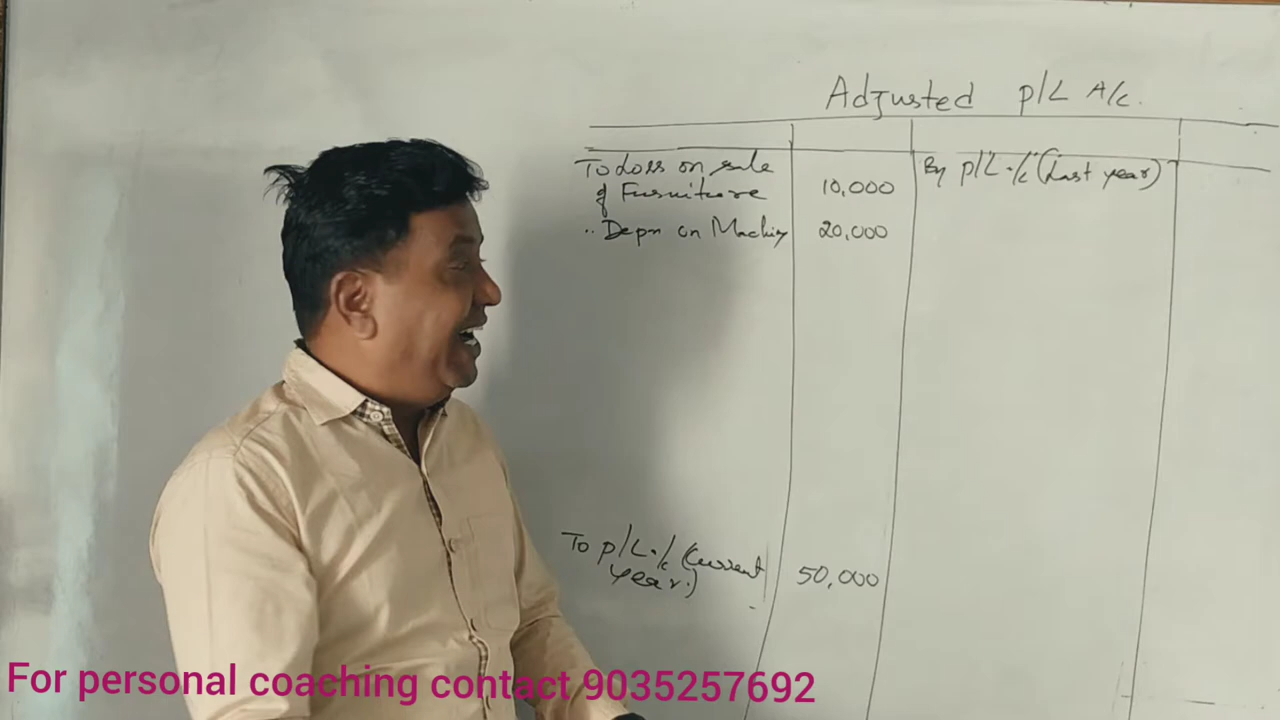 Adjusted P/L A/c.
To Loss on sale
of Furniture 10,000
.. Depn on Machiy 20,000
By P/L A/c (Last year)
To P/L A/c (Current
year.) 50,000
For personal coaching contact 9035257692